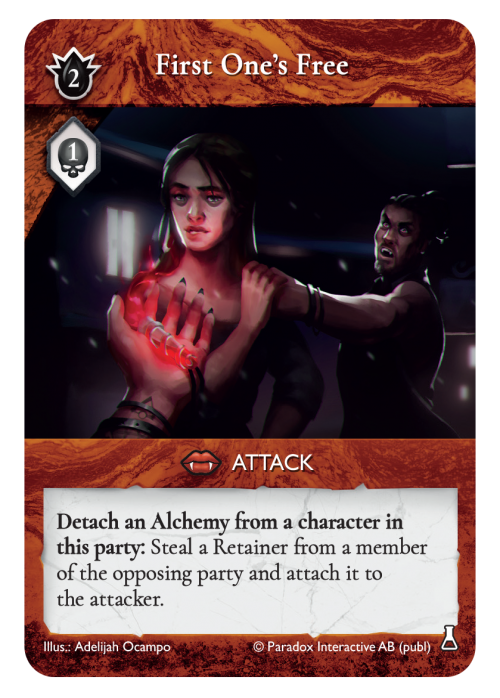 2
First One's Free
1
ATTACK
Detach an Alchemy from a character in
this party: Steal a Retainer from a member
of the opposing party and attach it to
the attacker.
Illus.: Adelijah Ocampo
© Paradox Interactive AB (publ)